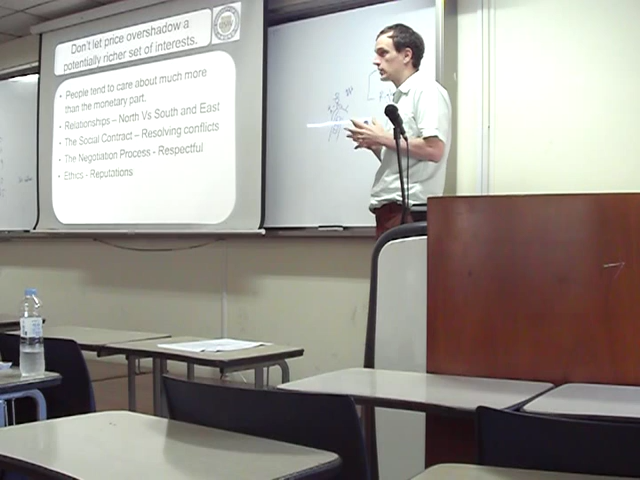 Don't let price overshadow a
potentially richer set of interests.
• People tend to care about much more
than the monetary part.
• Relationships – North Vs South and East
• The Social Contract – Resolving conflicts
• The Negotiation Process - Respectful
• Ethics - Reputations